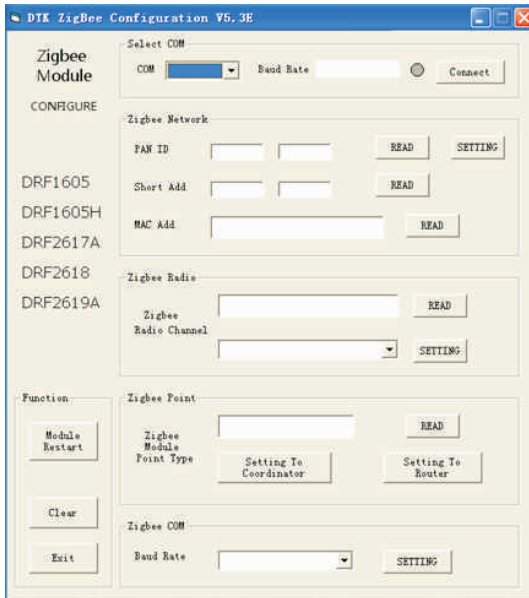 DTK ZigBee Configuration V5.3E
Zigbee
Module
CONFIGURE
DRF1605
DRF1605H
DRF2617A
DRF2618
DRF2619A
Select COM
COM
Baud Rate
Connect
Zigbee Network
PAN ID
READ
SETTING
Short Add
READ
MAC Add
READ
Zigbee Radio
Zigbee
Radio Channel
READ
SETTING
Function
Module
Restart
Clear
Exit
Zigbee Point
Zigbee
Module
Point Type
READ
Setting To
Coordinator
Setting To
Router
Zigbee COM
Baud Rate
SETTING